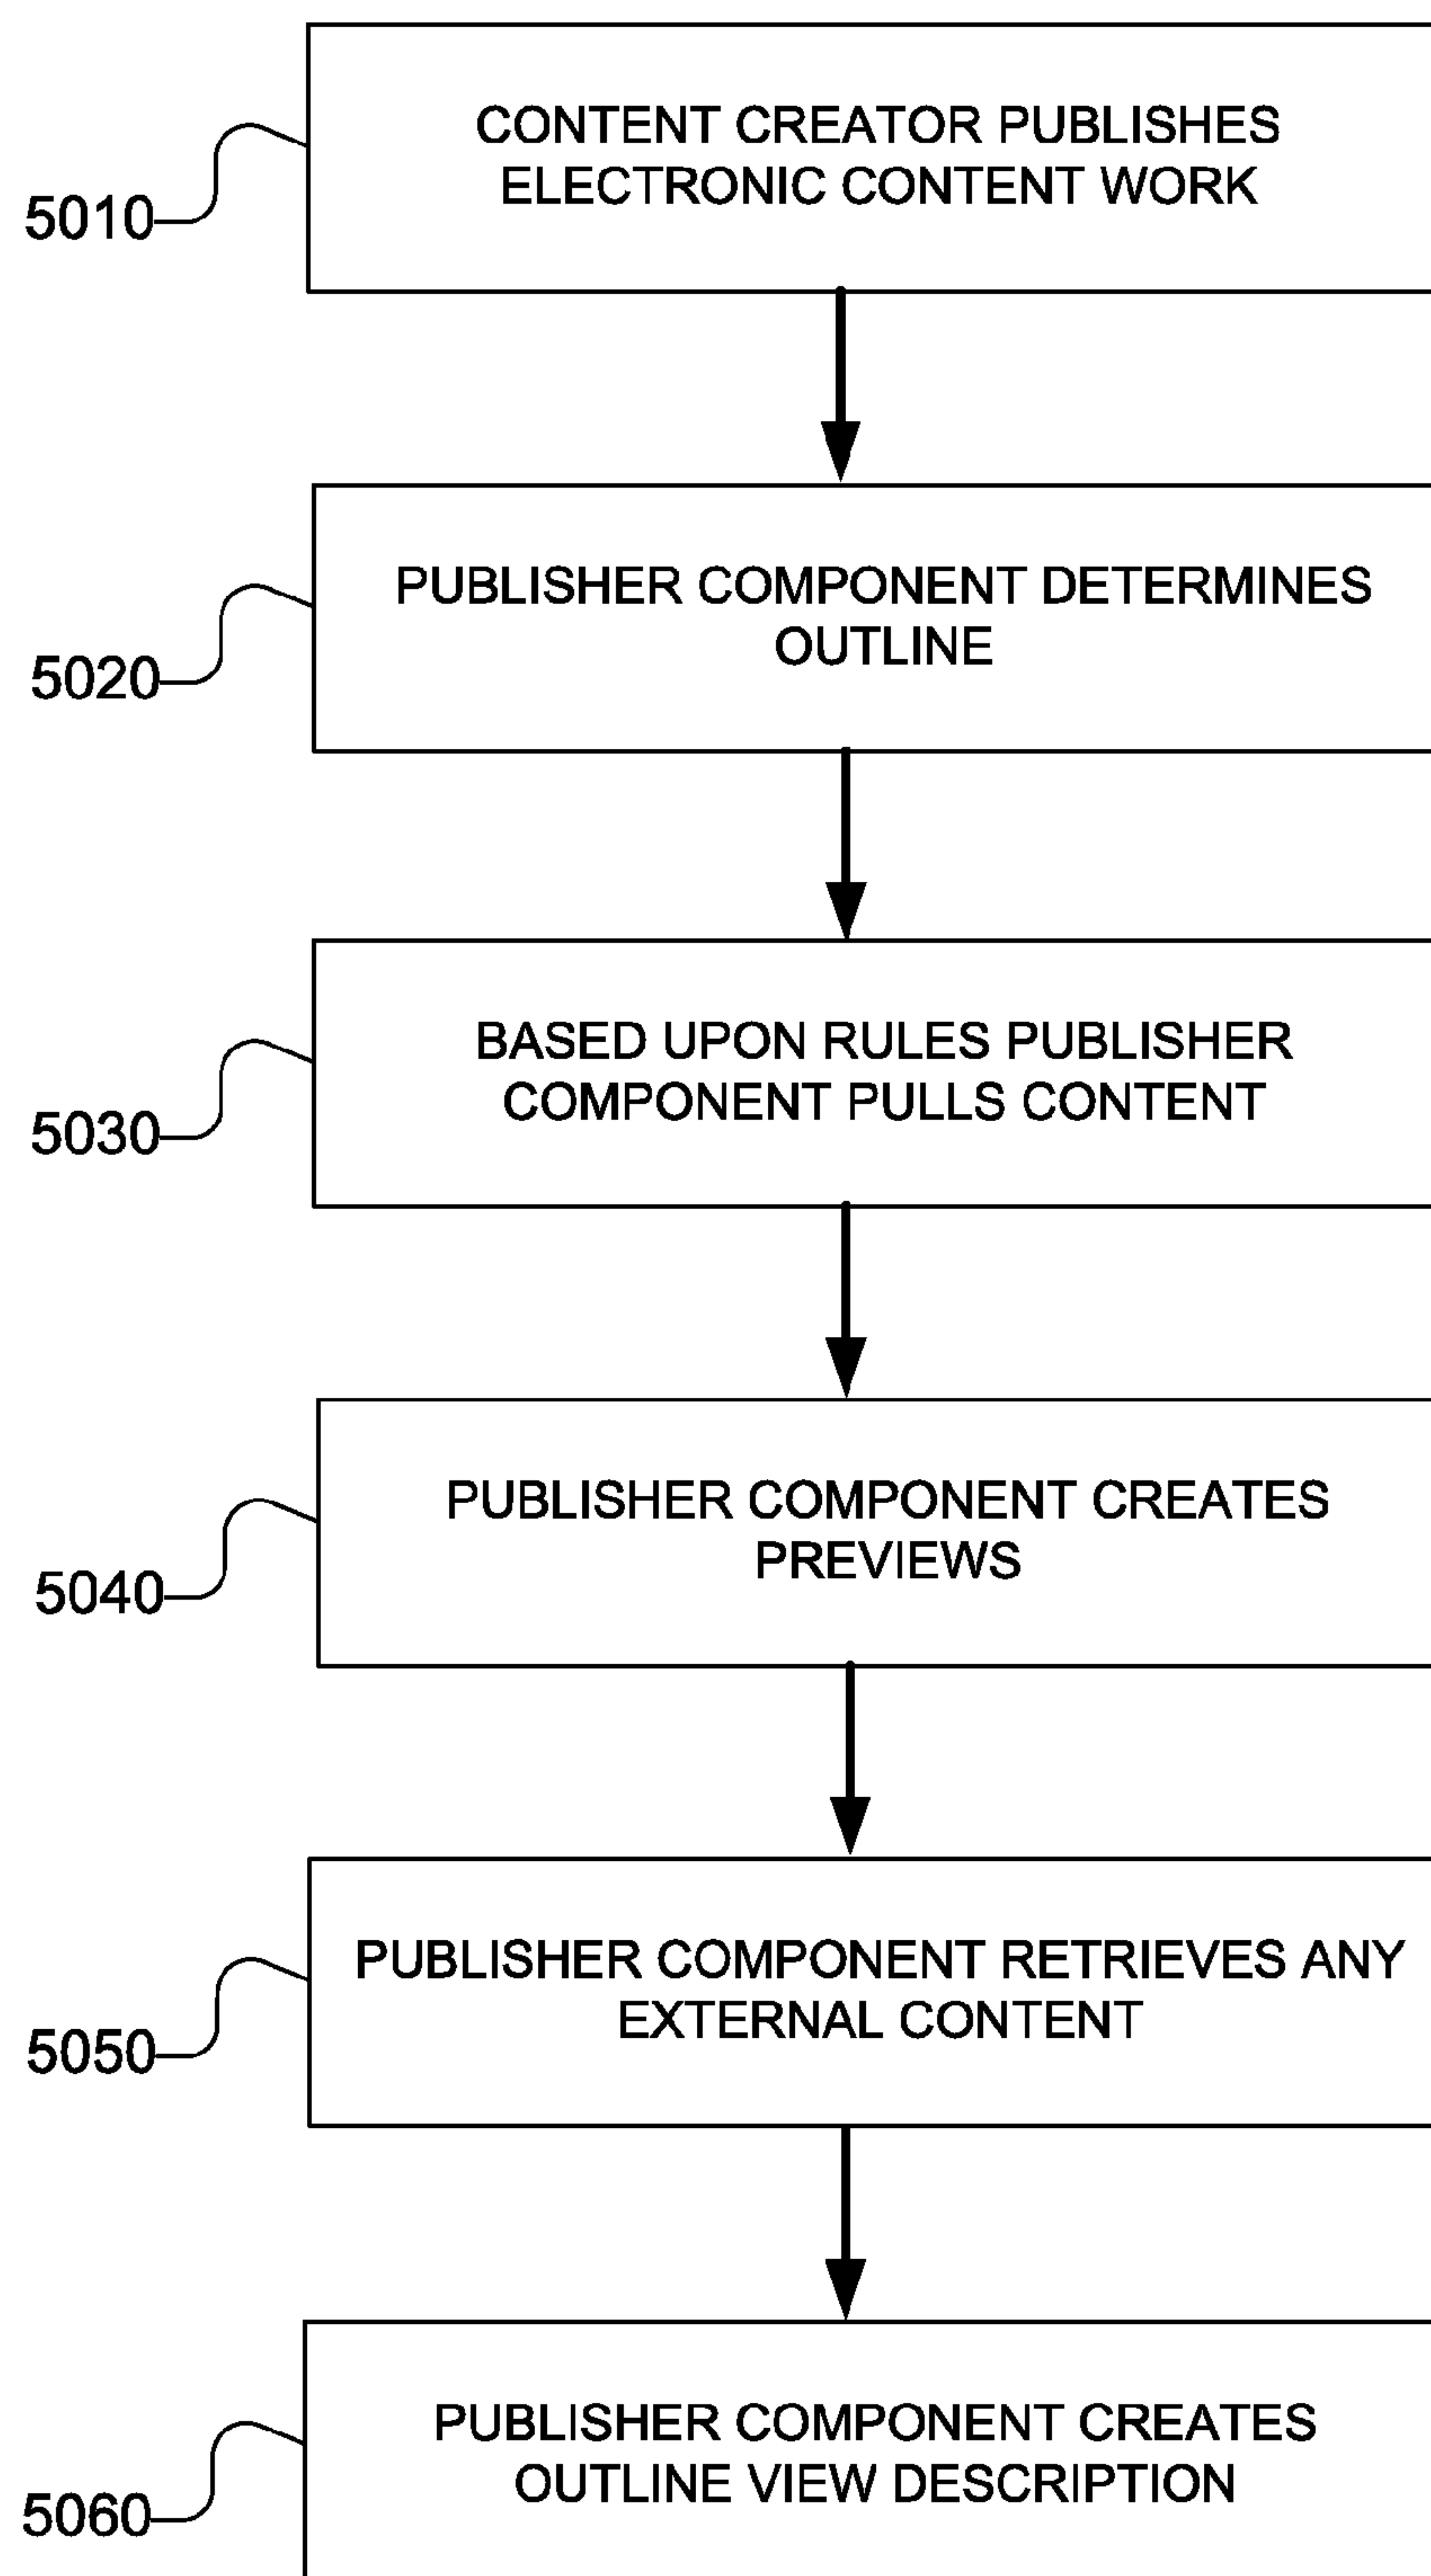 CONTENT CREATOR PUBLISHES
ELECTRONIC CONTENT WORK
5010
PUBLISHER COMPONENT DETERMINES
OUTLINE
5020
BASED UPON RULES PUBLISHER
COMPONENT PULLS CONTENT
5030
PUBLISHER COMPONENT CREATES
PREVIEWS
5040
PUBLISHER COMPONENT RETRIEVES ANY
EXTERNAL CONTENT
5050
PUBLISHER COMPONENT CREATES
OUTLINE VIEW DESCRIPTION
5060